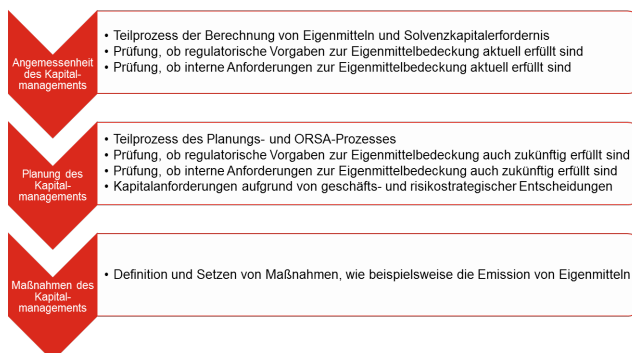 Angemessenheit
des Kapital-
managements
• Teilprozess der Berechnung von Eigenmitteln und Solvenzkapitalerfordernis
• Prüfung, ob regulatorische Vorgaben zur Eigenmittelbedeckung aktuell erfüllt sind
• Prüfung, ob interne Anforderungen zur Eigenmittelbedeckung aktuell erfüllt sind
Planung des
Kapital-
managements
• Teilprozess des Planungs- und ORSA-Prozesses
• Prüfung, ob regulatorische Vorgaben zur Eigenmittelbedeckung auch zukünftig erfüllt sind
• Prüfung, ob interne Anforderungen zur Eigenmittelbedeckung auch zukünftig erfüllt sind
• Kapitalanforderungen aufgrund von geschäfts- und risikostrategischer Entscheidungen
Maßnahmen des
Kapital-
managements
• Definition und Setzen von Maßnahmen, wie beispielsweise die Emission von Eigenmitteln